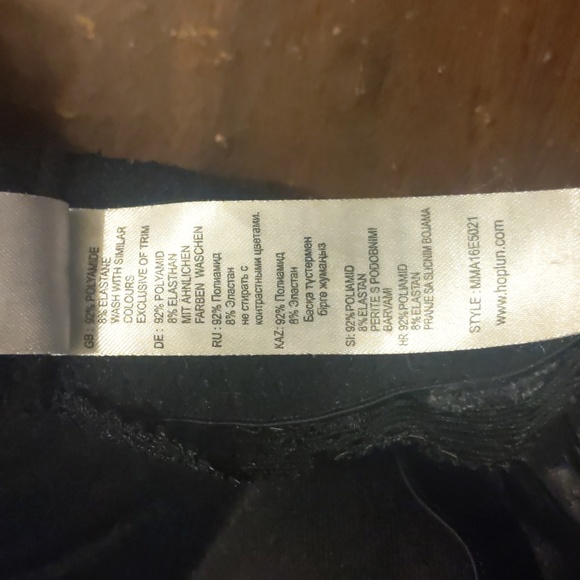 GB: 92% POLYAMIDE
8% ELASTANE
WASH WITH SIMILAR
COLOURS
EXCLUSIVE OF TRIM
DE: 92% POLYAMID
8% ELASTHAN
MIT ÄHNLICHEN
FARBEN WASCHEN
RU: 92% Полиамид
8% Эластан
не стирать с
контрастными цветами.
KAZ: 92% Полиамид
8% Эластан
Басқа түстермен
бірге жумаңыз
SI: 92%POLIAMID
8%ELASTAN
PERITE S PODOBNIMI
BARVAMI
HR 92%POLIAMID
8%ELASTAN
PRANJE SA SLICNIM BOJAMA
STYLE :MMA16E5021
www.hoplun.com